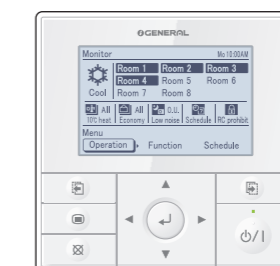 GENERAL
Monitor Mo 10:00AM
Room 1 Room 2 Room 3
Room 4 Room 5 Room 6
Cool Room 7 Room 8
All All O.U.
10℃ heat Economy Low noise Schedule RC prohibit
Menu
Operation Function Schedule